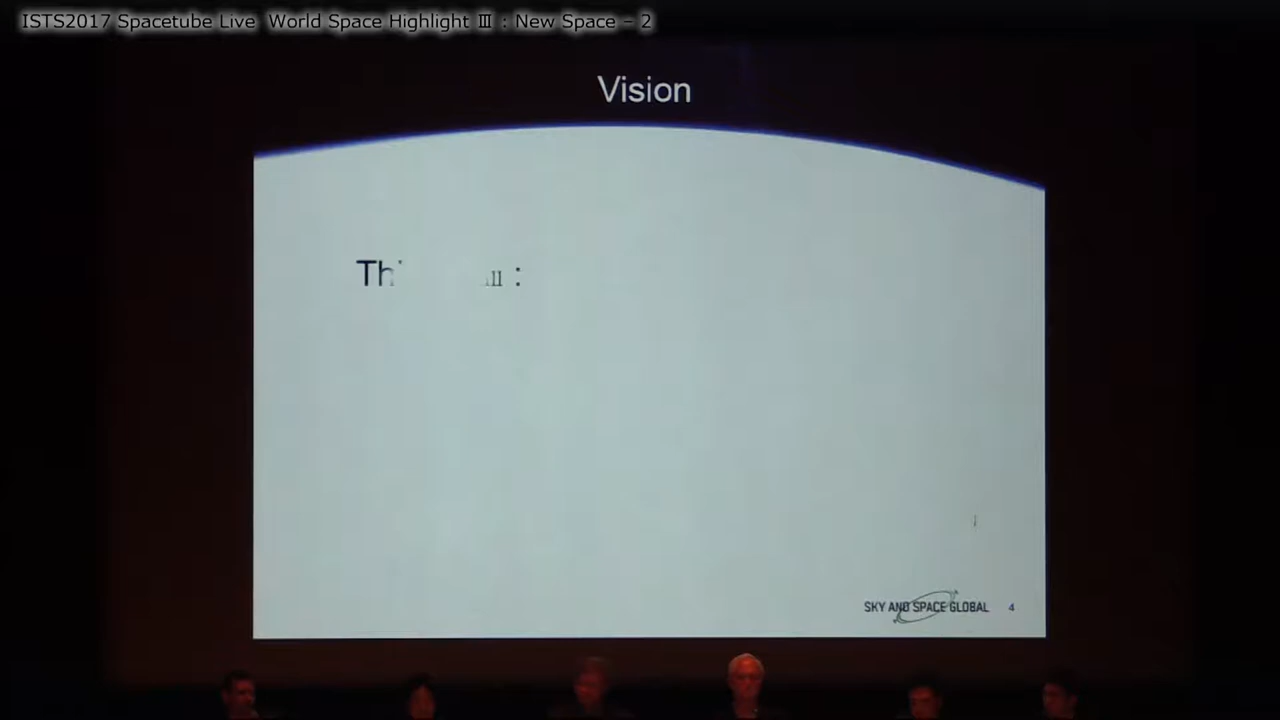 ISTS2017 Spacetube Live World Space Highlight Ⅲ : New Space – 2
Vision
SKY AND SPACE GLOBAL 4